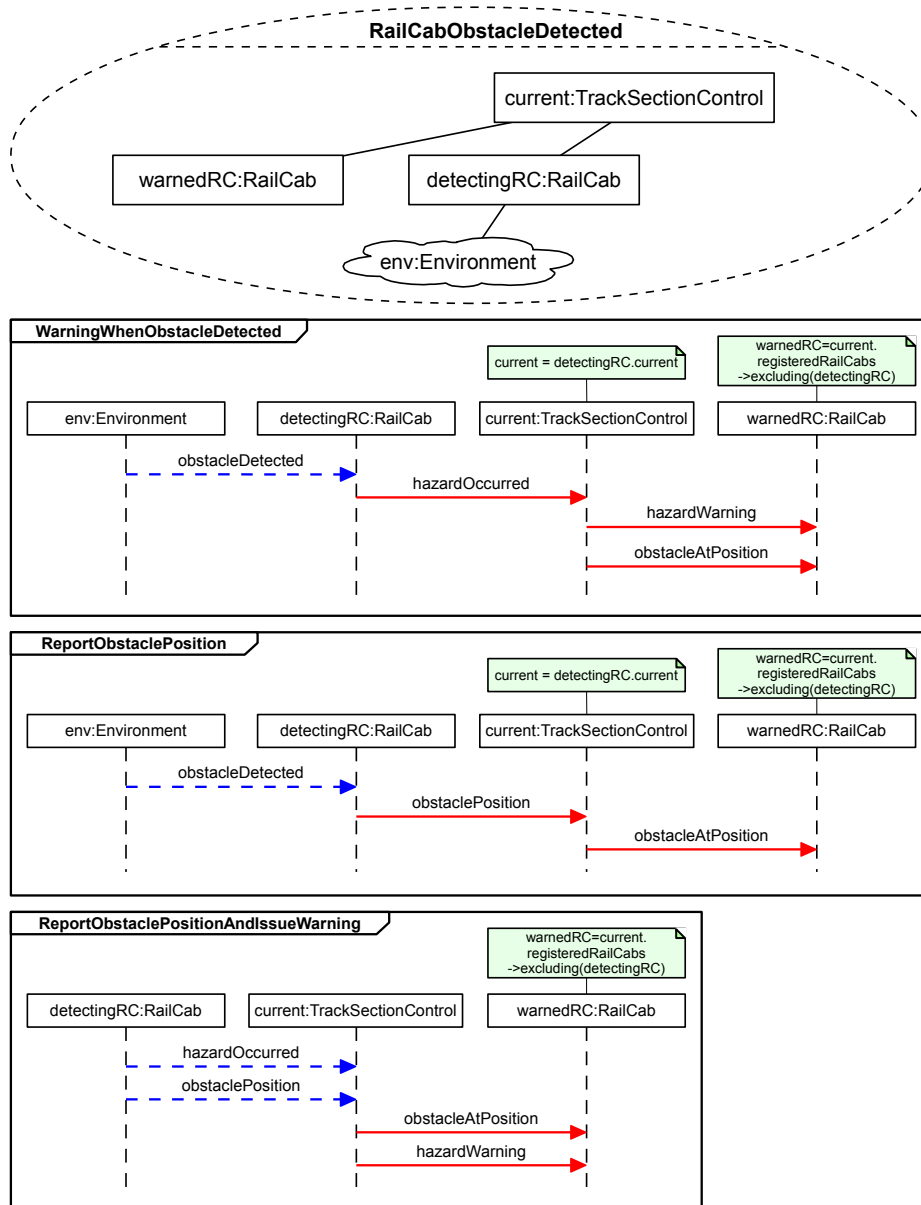 RailCabObstacleDetected
current:TrackSectionControl
warnedRC:RailCab
detectingRC:RailCab
env:Environment
WarningWhenObstacleDetected
current = detectingRC.current
warnedRC=current.
registeredRailCabs
->excluding(detectingRC)
env:Environment
detectingRC:RailCab
current:TrackSectionControl
warnedRC:RailCab
obstacleDetected
hazardOccurred
hazardWarning
obstacleAtPosition
ReportObstaclePosition
current = detectingRC.current
warnedRC=current.
registeredRailCabs
->excluding(detectingRC)
env:Environment
detectingRC:RailCab
current:TrackSectionControl
warnedRC:RailCab
obstacleDetected
obstaclePosition
obstacleAtPosition
ReportObstaclePositionAndIssueWarning
warnedRC=current.
registeredRailCabs
->excluding(detectingRC)
detectingRC:RailCab
current:TrackSectionControl
warnedRC:RailCab
hazardOccurred
obstaclePosition
obstacleAtPosition
hazardWarning